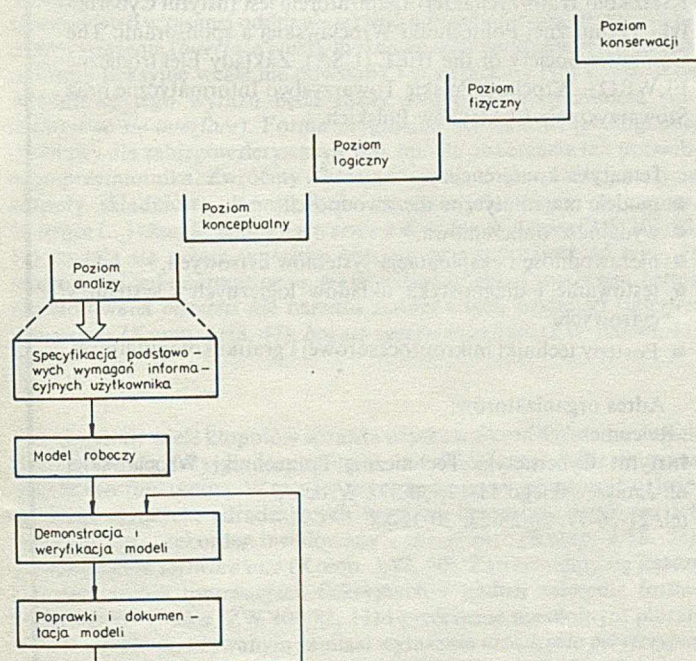 Poziom
konserwacji
Poziom
fizyczny
Poziom
logiczny
Poziom
konceptualny
Poziom
analizy
Specyfikacja podstawo-
wych wymagań informa-
cyjnych użytkownika
Model roboczy
Demonstracja i
weryfikacja modeli
Poprawki i dokumen-
tacja modeli